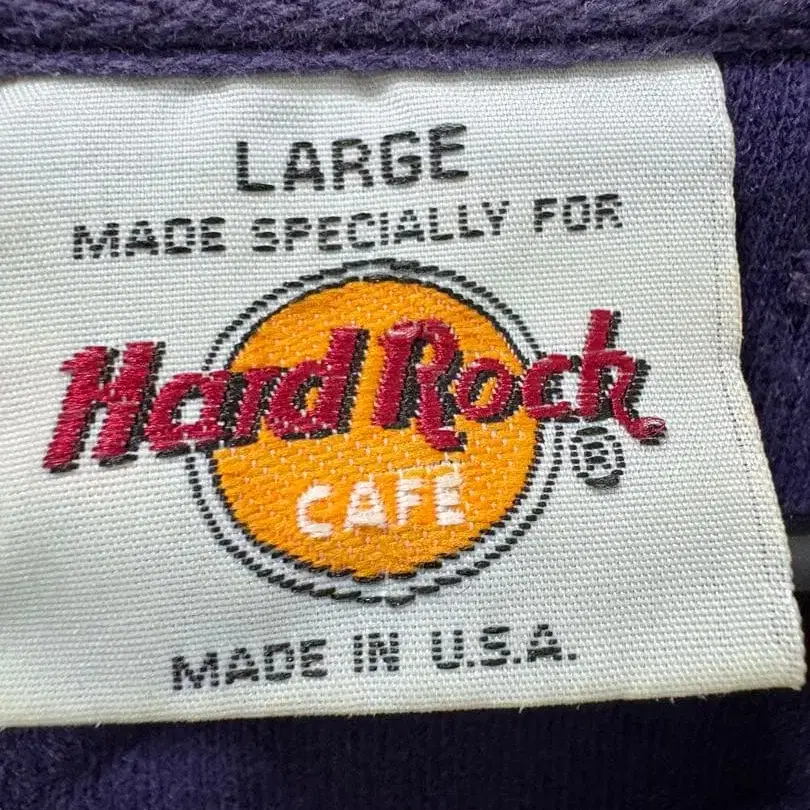 LARGE
MADE SPECIALLY FOR
Hard Rock
®
CAFE
MADE IN U.S.A.